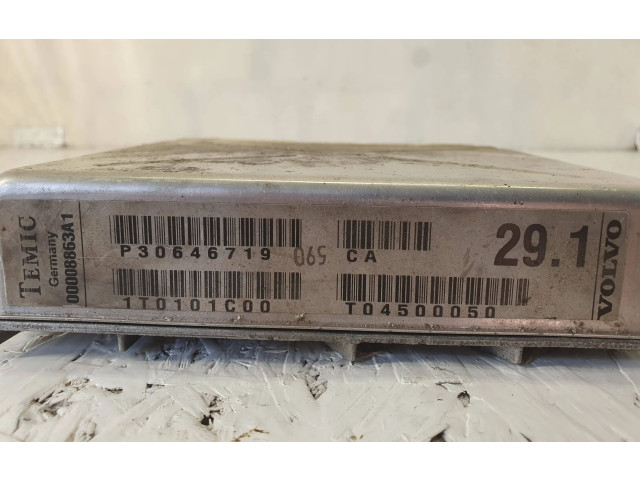 TEMIC
Germany
00008863A1
P30646719
065
CA
1T0101C00
T04500050
29.1
VOLVO